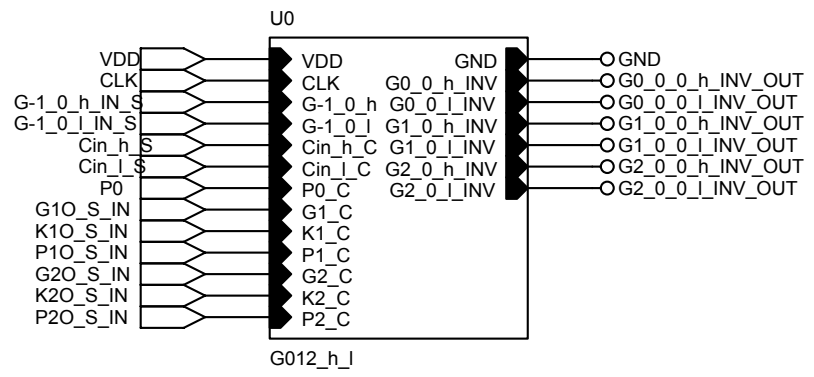 U0
VDD VDD GND GND
CLK CLK G0_0_h_INV G0_0_0_h_INV_OUT
G-1_0_h_IN_S G-1_0_h G0_0_l_INV G0_0_0_l_INV_OUT
G-1_0_l_IN_S G-1_0_l G1_0_h_INV G1_0_0_h_INV_OUT
Cin_h_S Cin_h_C G1_0_l_INV G1_0_0_l_INV_OUT
Cin_l_S Cin_l_C G2_0_h_INV G2_0_0_h_INV_OUT
P0 P0_C G2_0_l_INV G2_0_0_l_INV_OUT
G1O_S_IN G1_C
K1O_S_IN K1_C
P1O_S_IN P1_C
G2O_S_IN G2_C
K2O_S_IN K2_C
P2O_S_IN P2_C
G012_h_l